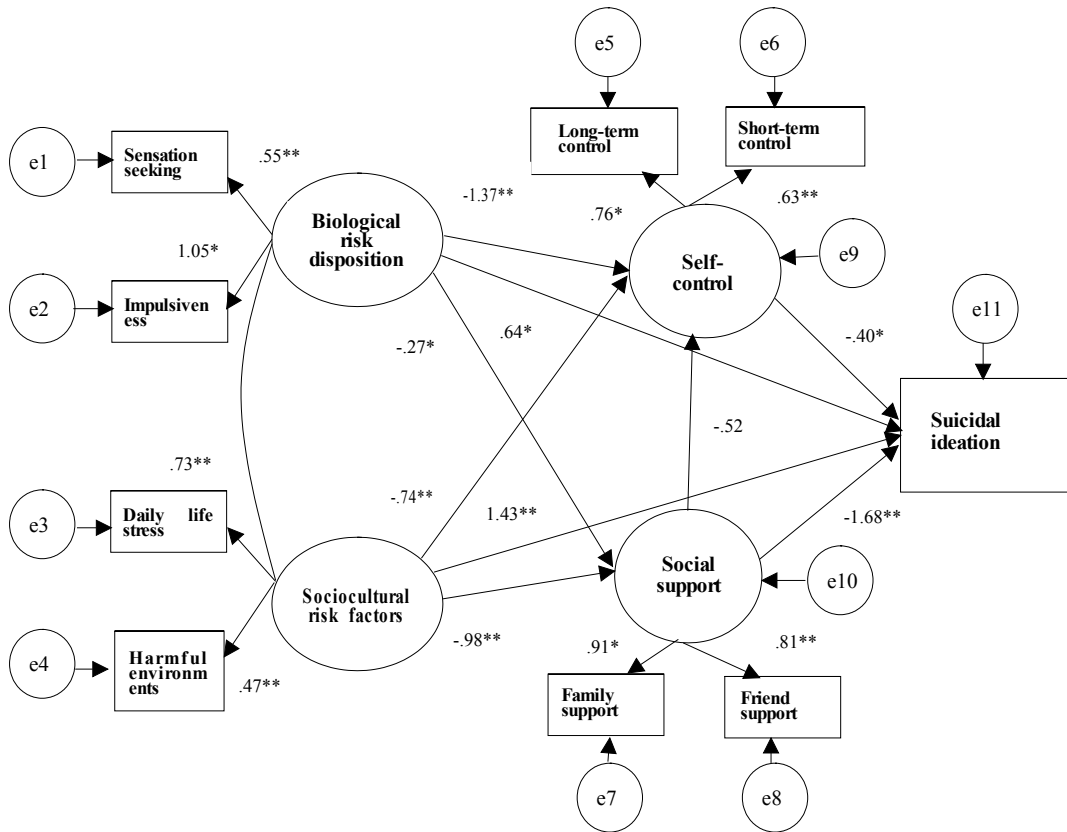 e5
e6
Long-term
control
Short-term
control
e1
Sensation
seeking
.55**
-1.37**
.76*
.63**
Biological
risk
disposition
1.05*
Self-
control
e9
e2
Impulsiven
ess
-.27*
.64*
-.40*
e11
Suicidal
ideation
-.52
.73**
e3
Daily life
stress
-.74**
1.43**
-1.68**
Social
support
e10
Sociocultural
risk factors
-.98**
e4
Harmful
environm
ents
.47**
.91*
.81**
Family
support
Friend
support
e7
e8